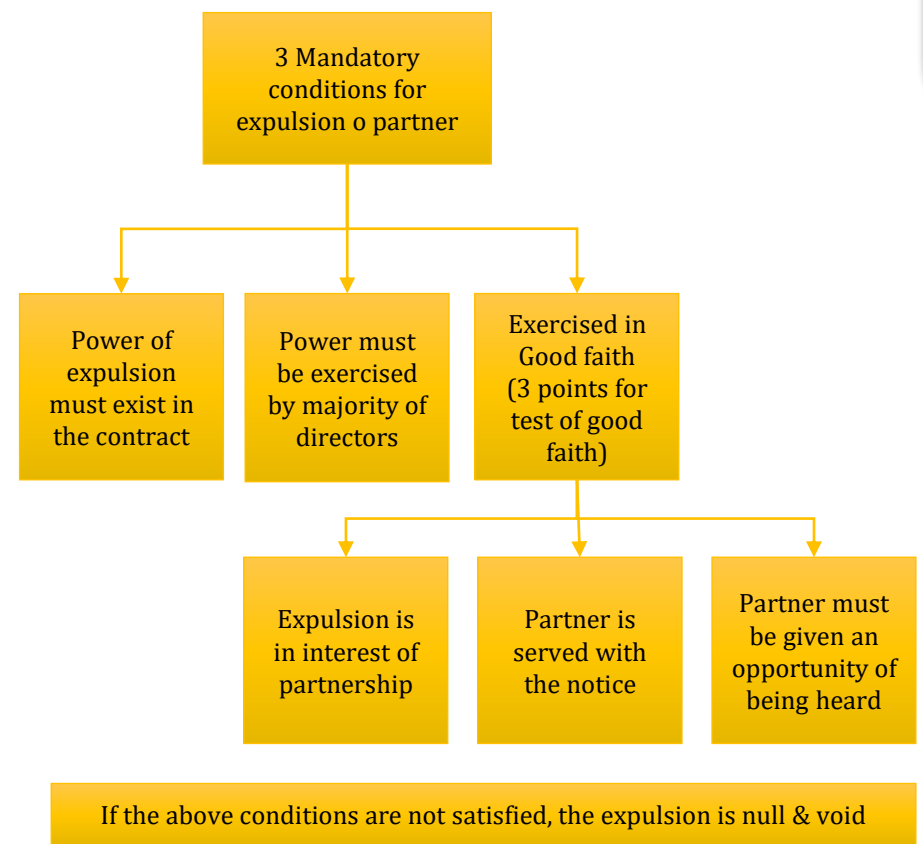 3 Mandatory
conditions for
expulsion o partner
Power of
expulsion
must exist in
the contract
Power must
be exercised
by majority of
directors
Exercised in
Good faith
(3 points for
test of good
faith)
Expulsion is
in interest of
partnership
Partner is
served with
the notice
Partner must
be given an
opportunity of
being heard
If the above conditions are not satisfied, the expulsion is null & void